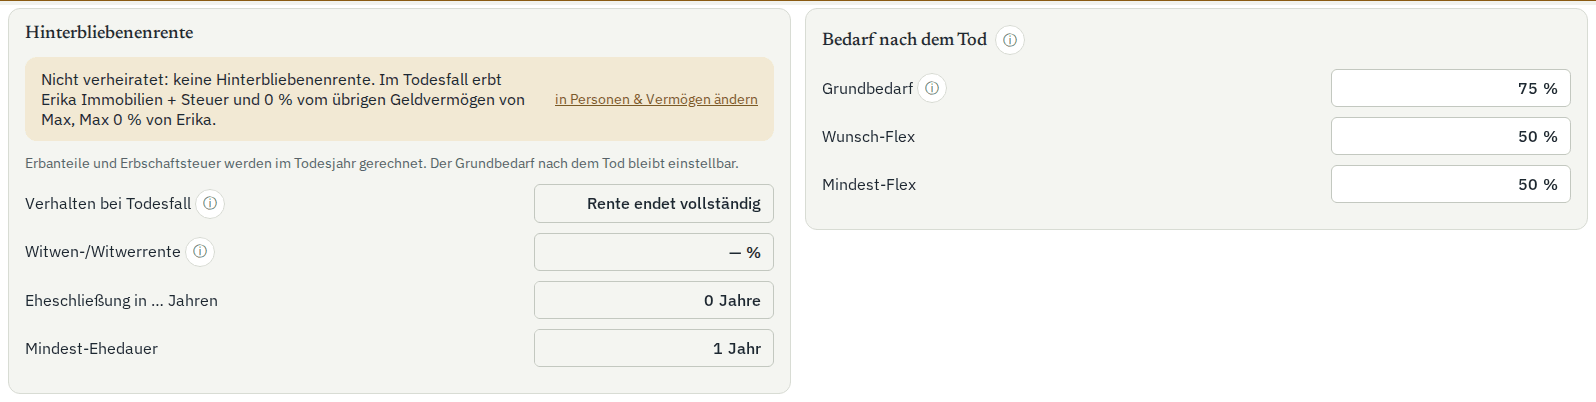 Hinterbliebenenrente
Nicht verheiratet: keine Hinterbliebenenrente. Im Todesfall erbt
Erika Immobilien + Steuer und 0 % vom übrigen Geldvermögen von
Max, Max 0 % von Erika.
in Personen & Vermögen ändern
Erbanteile und Erbschaftsteuer werden im Todesjahr gerechnet. Der Grundbedarf nach dem Tod bleibt einstellbar.
Verhalten bei Todesfall ⓘ Rente endet vollständig
Witwen-/Witwerrente ⓘ — %
Eheschließung in ... Jahren 0 Jahre
Mindest-Ehedauer 1 Jahr
Bedarf nach dem Tod ⓘ
Grundbedarf ⓘ 75 %
Wunsch-Flex 50 %
Mindest-Flex 50 %